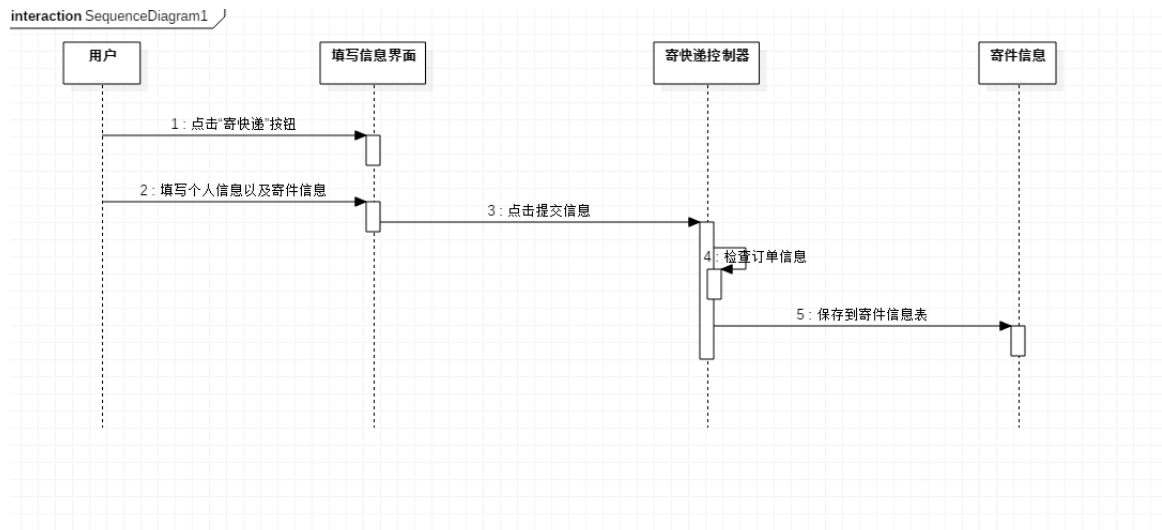 interaction SequenceDiagram1
用户
填写信息界面
寄快递控制器
寄件信息
1 : 点击“寄快递”按钮
2 : 填写个人信息以及寄件信息
3 : 点击提交信息
4 : 检查订单信息
5 : 保存到寄件信息表